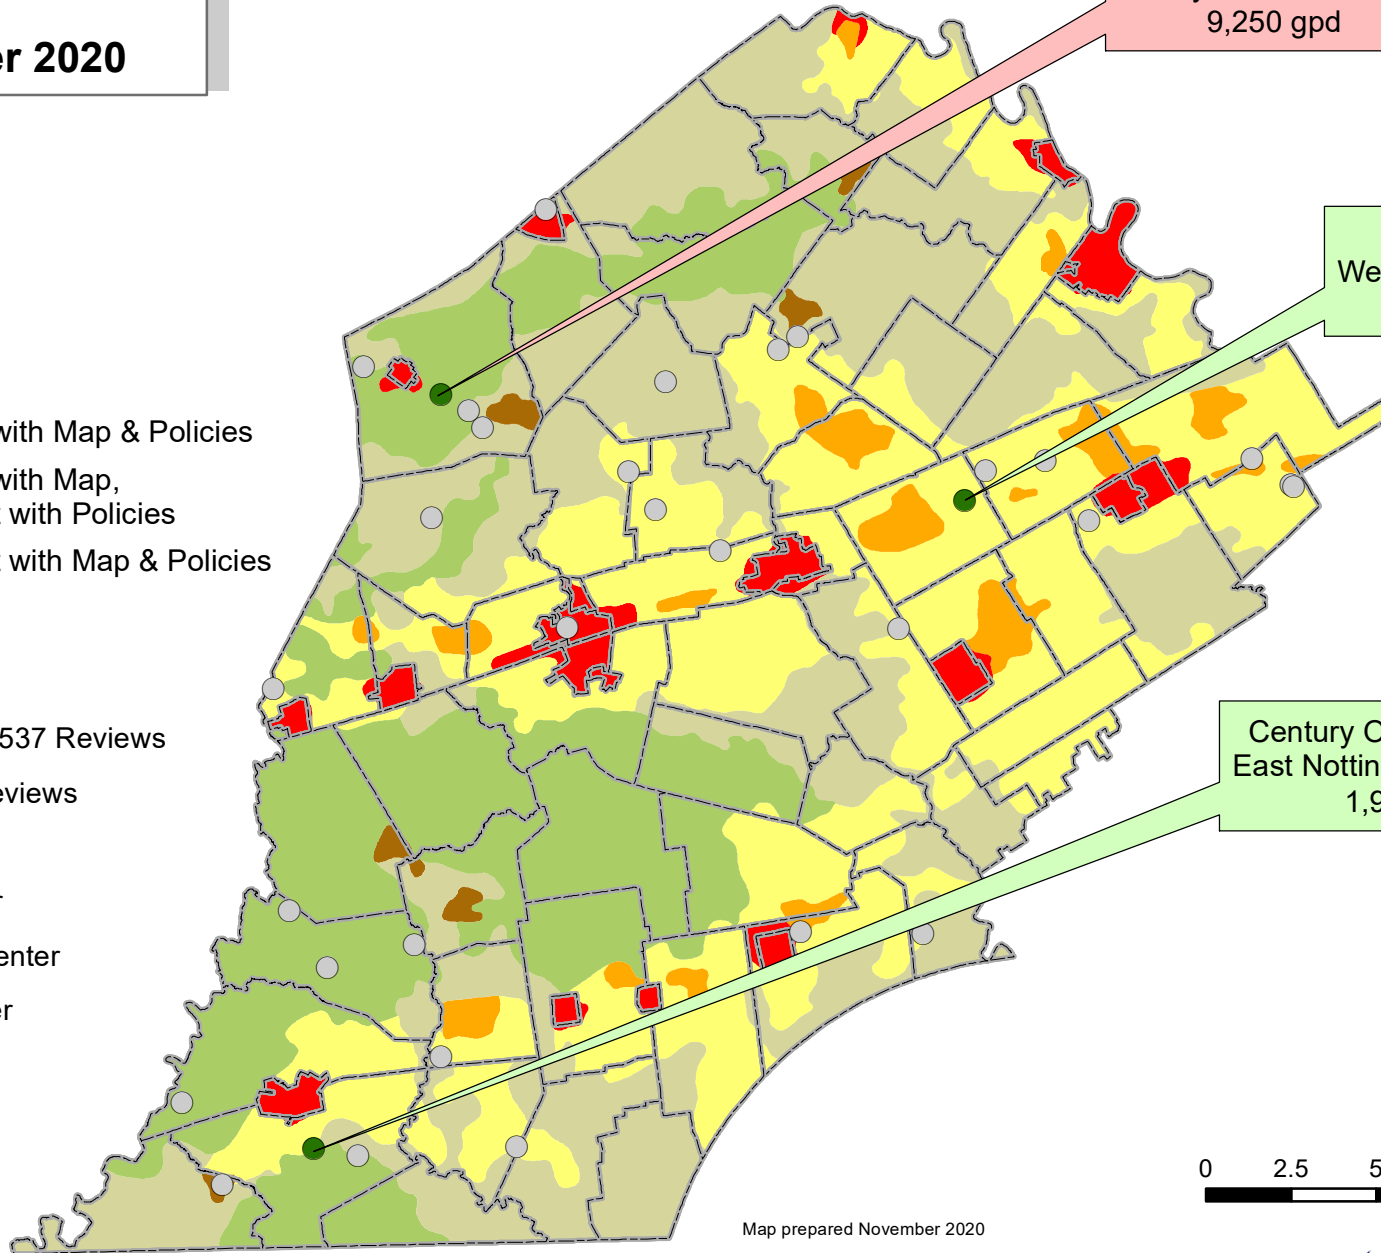 er 2020
9,250 gpd
We
with Map & Policies
with Map,
t with Policies
t with Map & Policies
537 Reviews
eviews
enter
er
Century O
East Nottin
1,9
0 2.5 5
Map prepared November 2020